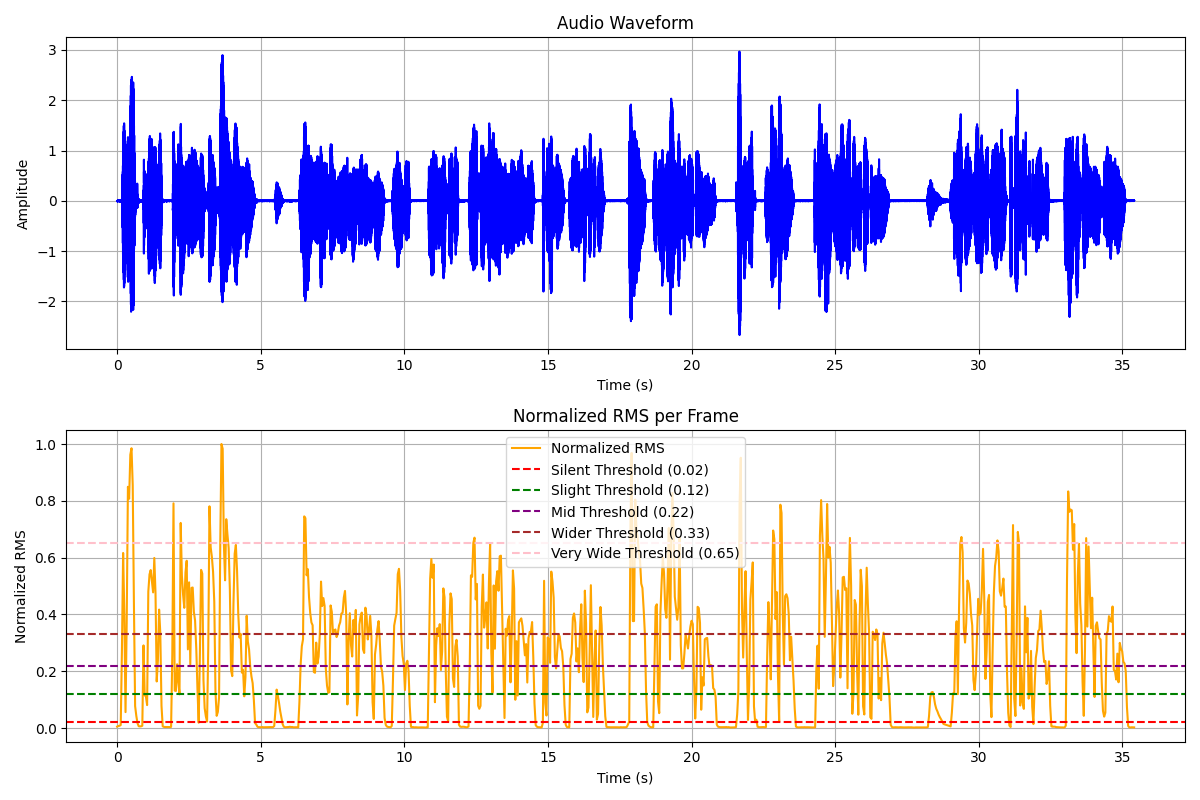 Audio Waveform
3
2
1
0
−1
−2
Amplitude
0 5 10 15 20 25 30 35
Time (s)
Normalized RMS per Frame
1.0
0.8
0.6
0.4
0.2
0.0
Normalized RMS
Normalized RMS
Silent Threshold (0.02)
Slight Threshold (0.12)
Mid Threshold (0.22)
Wider Threshold (0.33)
Very Wide Threshold (0.65)
0 5 10 15 20 25 30 35
Time (s)